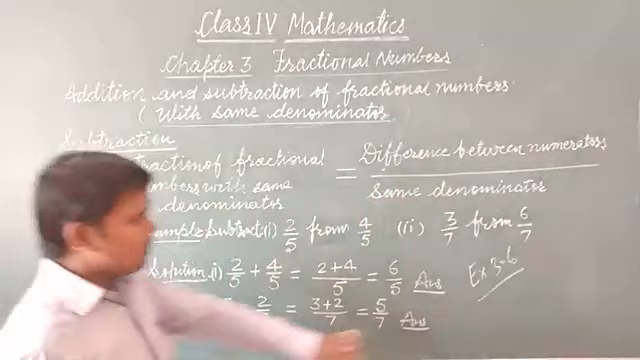 Class IV Mathematics
Chapter 3 Fractional Numbers
Addition and subtraction of fractional numbers
(With same denominator
Subtraction
of fractional = Difference between numerators / Same denominator
with same
denominator
Subtract (i) 2/5 from 4/5 (ii) 3/7 from 6/7
Solution (i) 2/5 + 4/5 = (2+4)/5 = 6/5 Ans
Ex 3.6
= (3+2)/7 = 5/7 Ans